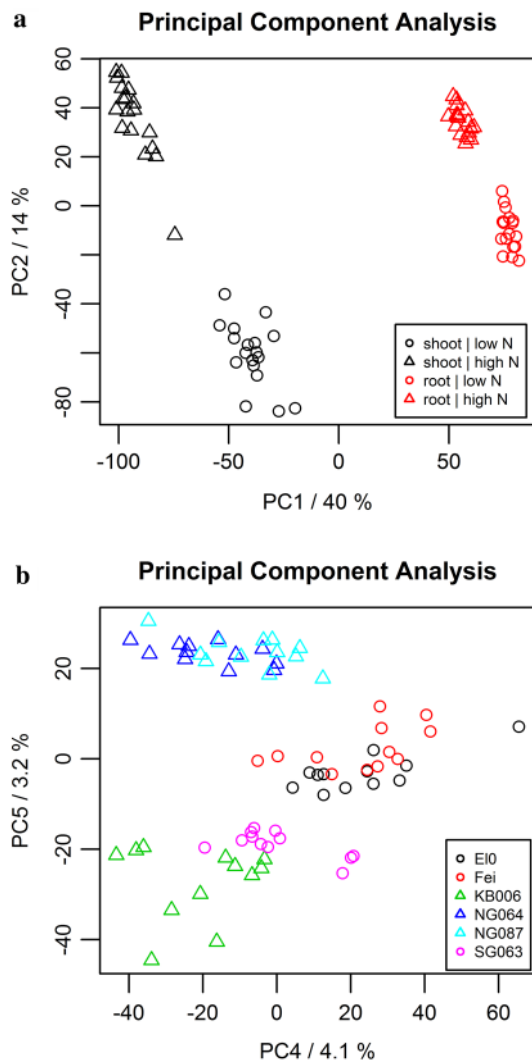 a
Principal Component Analysis
60
40
20
0
-40
-80
PC2 / 14 %
shoot | low N
shoot | high N
root | low N
root | high N
-100
-50
0
50
PC1 / 40 %
b
Principal Component Analysis
20
0
-20
-40
PC5 / 3.2 %
El0
Fei
KB006
NG064
NG087
SG063
-40
-20
0
20
40
60
PC4 / 4.1 %